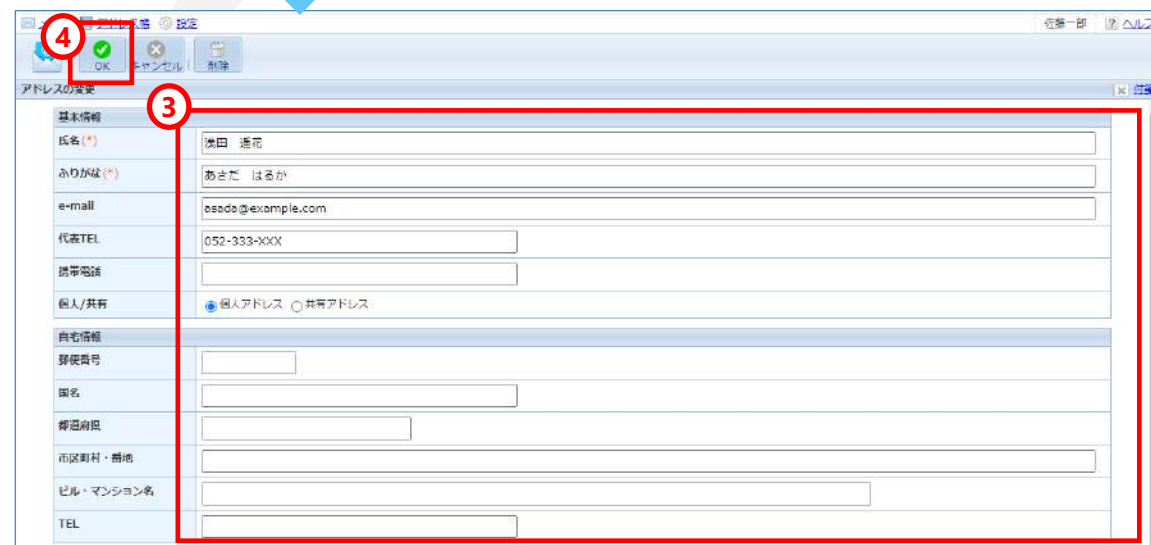 ④
アドレス帳 設定
佐藤一郎 ? ヘルプ
OK キャンセル 削除
アドレスの変更
③
基本情報
氏名(*)
浅田 遥花
ふりがな(*)
あさだ はるか
e-mail
asada@example.com
代表TEL
052-333-XXX
携帯電話
個人/共有
個人アドレス 共有アドレス
自宅情報
郵便番号
国名
都道府県
市区町村・番地
ビル・マンション名
TEL